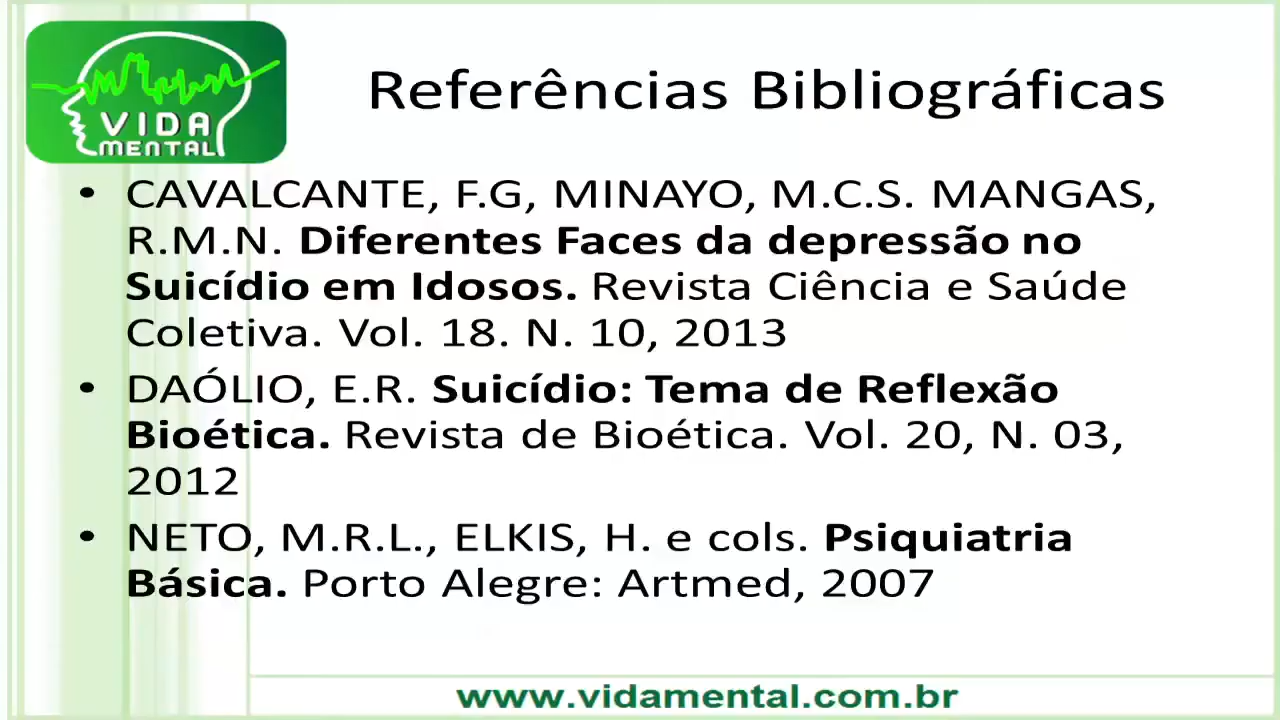 VIDA
MENTAL
Referências Bibliográficas
• CAVALCANTE, F.G, MINAYO, M.C.S. MANGAS,
R.M.N. Diferentes Faces da depressão no
Suicídio em Idosos. Revista Ciência e Saúde
Coletiva. Vol. 18. N. 10, 2013
• DAÓLIO, E.R. Suicídio: Tema de Reflexão
Bioética. Revista de Bioética. Vol. 20, N. 03,
2012
• NETO, M.R.L., ELKIS, H. e cols. Psiquiatria
Básica. Porto Alegre: Artmed, 2007
www.vidamental.com.br